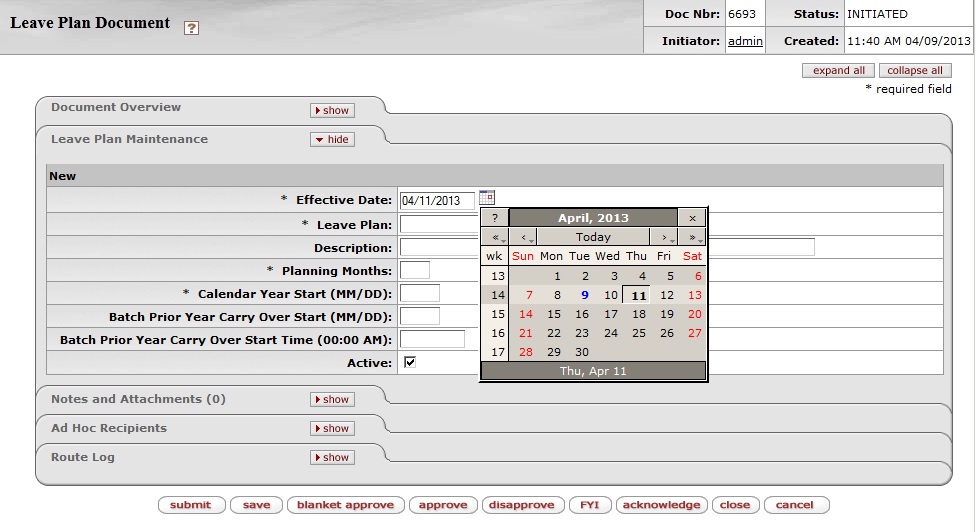 Leave Plan Document ?
Doc Nbr: 6693 Status: INITIATED
Initiator: admin Created: 11:40 AM 04/09/2013
expand all collapse all
* required field
Document Overview show
Leave Plan Maintenance hide
New
* Effective Date: 04/11/2013
* Leave Plan:
Description:
* Planning Months:
* Calendar Year Start (MM/DD):
Batch Prior Year Carry Over Start (MM/DD):
Batch Prior Year Carry Over Start Time (00:00 AM):
Active:
? April, 2013 ×
« ‹ Today › »
wk Sun Mon Tue Wed Thu Fri Sat
13 1 2 3 4 5 6
14 7 8 9 10 11 12 13
15 14 15 16 17 18 19 20
16 21 22 23 24 25 26 27
17 28 29 30
Thu, Apr 11
Notes and Attachments (0) show
Ad Hoc Recipients show
Route Log show
submit save blanket approve approve disapprove FYI acknowledge close cancel